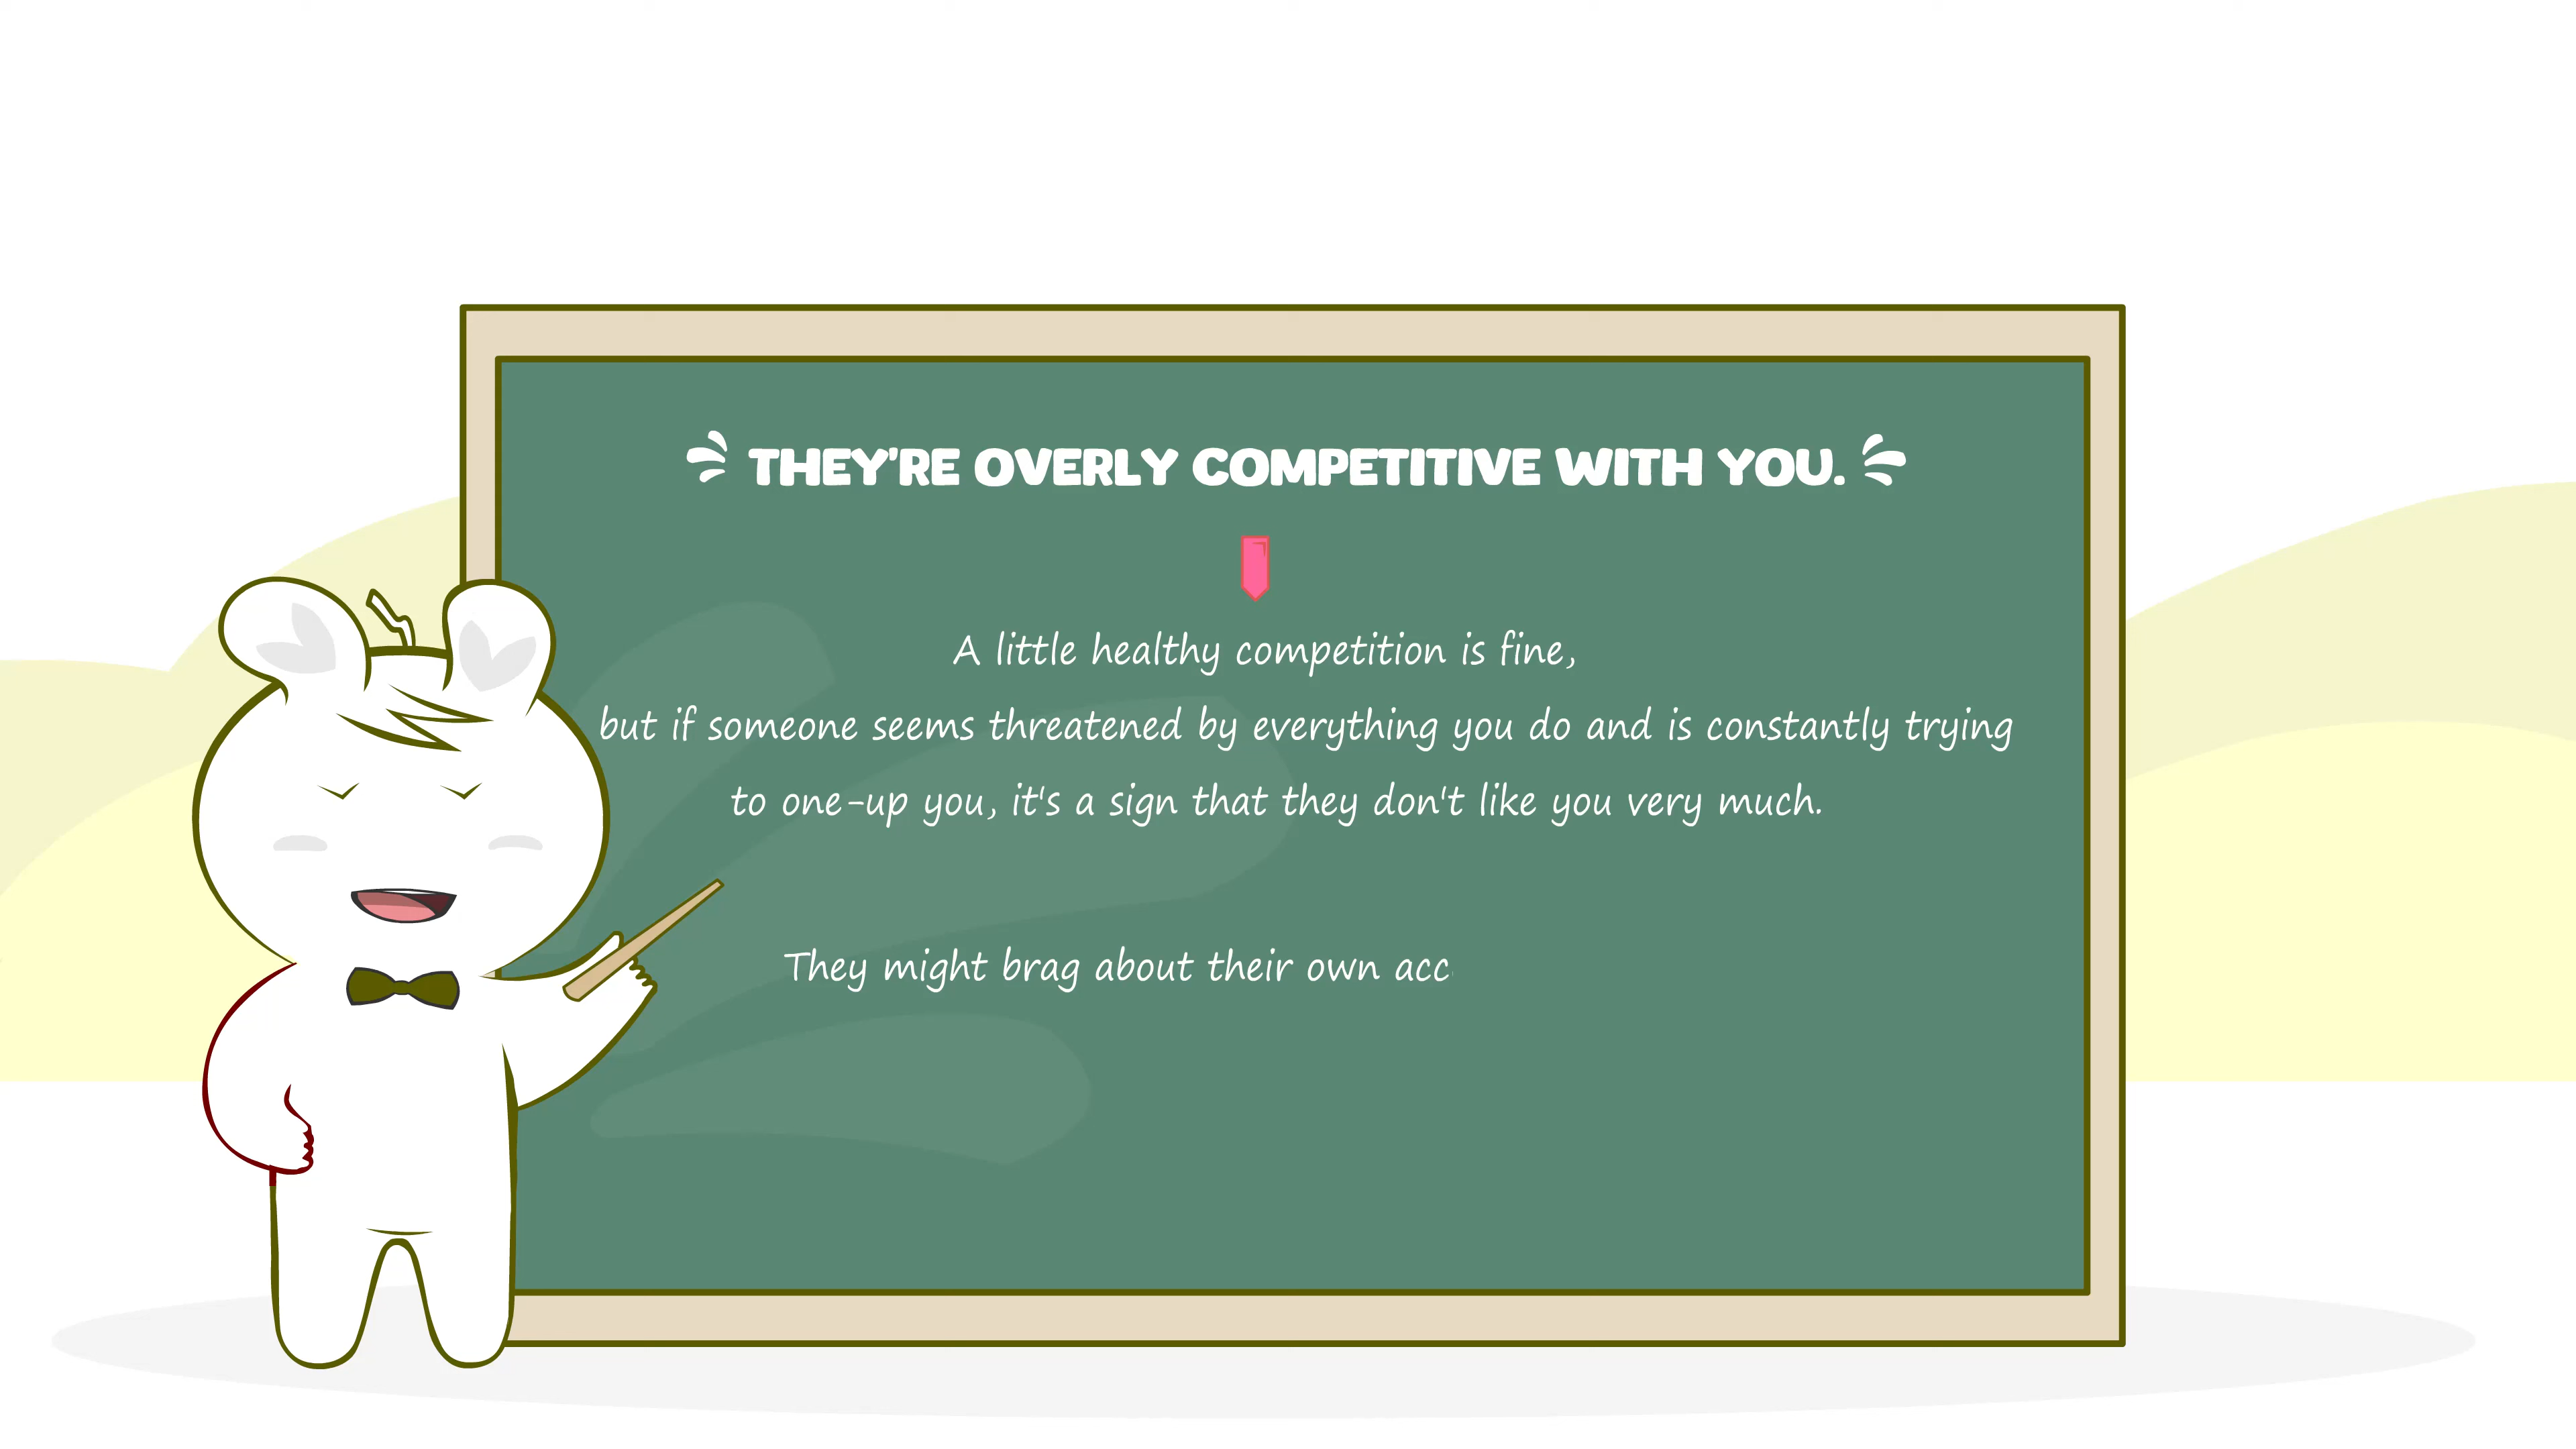 THEY'RE OVERLY COMPETITIVE WITH YOU.
A little healthy competition is fine,
but if someone seems threatened by everything you do and is constantly trying
to one-up you, it's a sign that they don't like you very much.
They might brag about their own acc